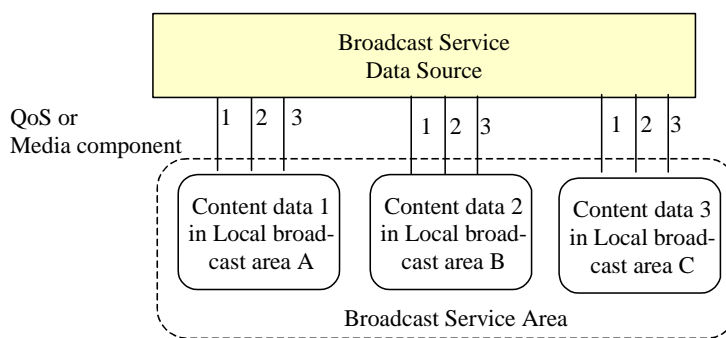 Broadcast Service
Data Source
QoS or
Media component
1 2 3
1 2 3
1 2 3
Content data 1
in Local broad-
cast area A
Content data 2
in Local broad-
cast area B
Content data 3
in Local broad-
cast area C
Broadcast Service Area